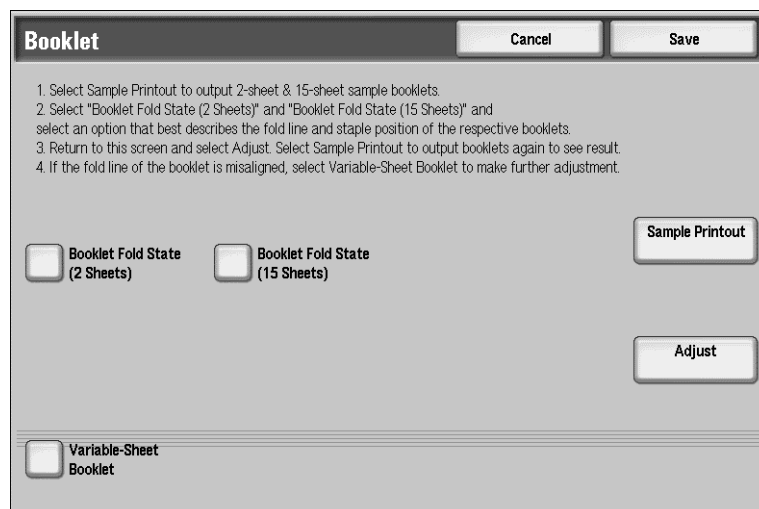 Booklet
Cancel
Save
1. Select Sample Printout to output 2-sheet & 15-sheet sample booklets.
2. Select "Booklet Fold State (2 Sheets)" and "Booklet Fold State (15 Sheets)" and
select an option that best describes the fold line and staple position of the respective booklets.
3. Return to this screen and select Adjust. Select Sample Printout to output booklets again to see result.
4. If the fold line of the booklet is misaligned, select Variable-Sheet Booklet to make further adjustment.
Sample Printout
Booklet Fold State
(2 Sheets)
Booklet Fold State
(15 Sheets)
Adjust
Variable-Sheet
Booklet